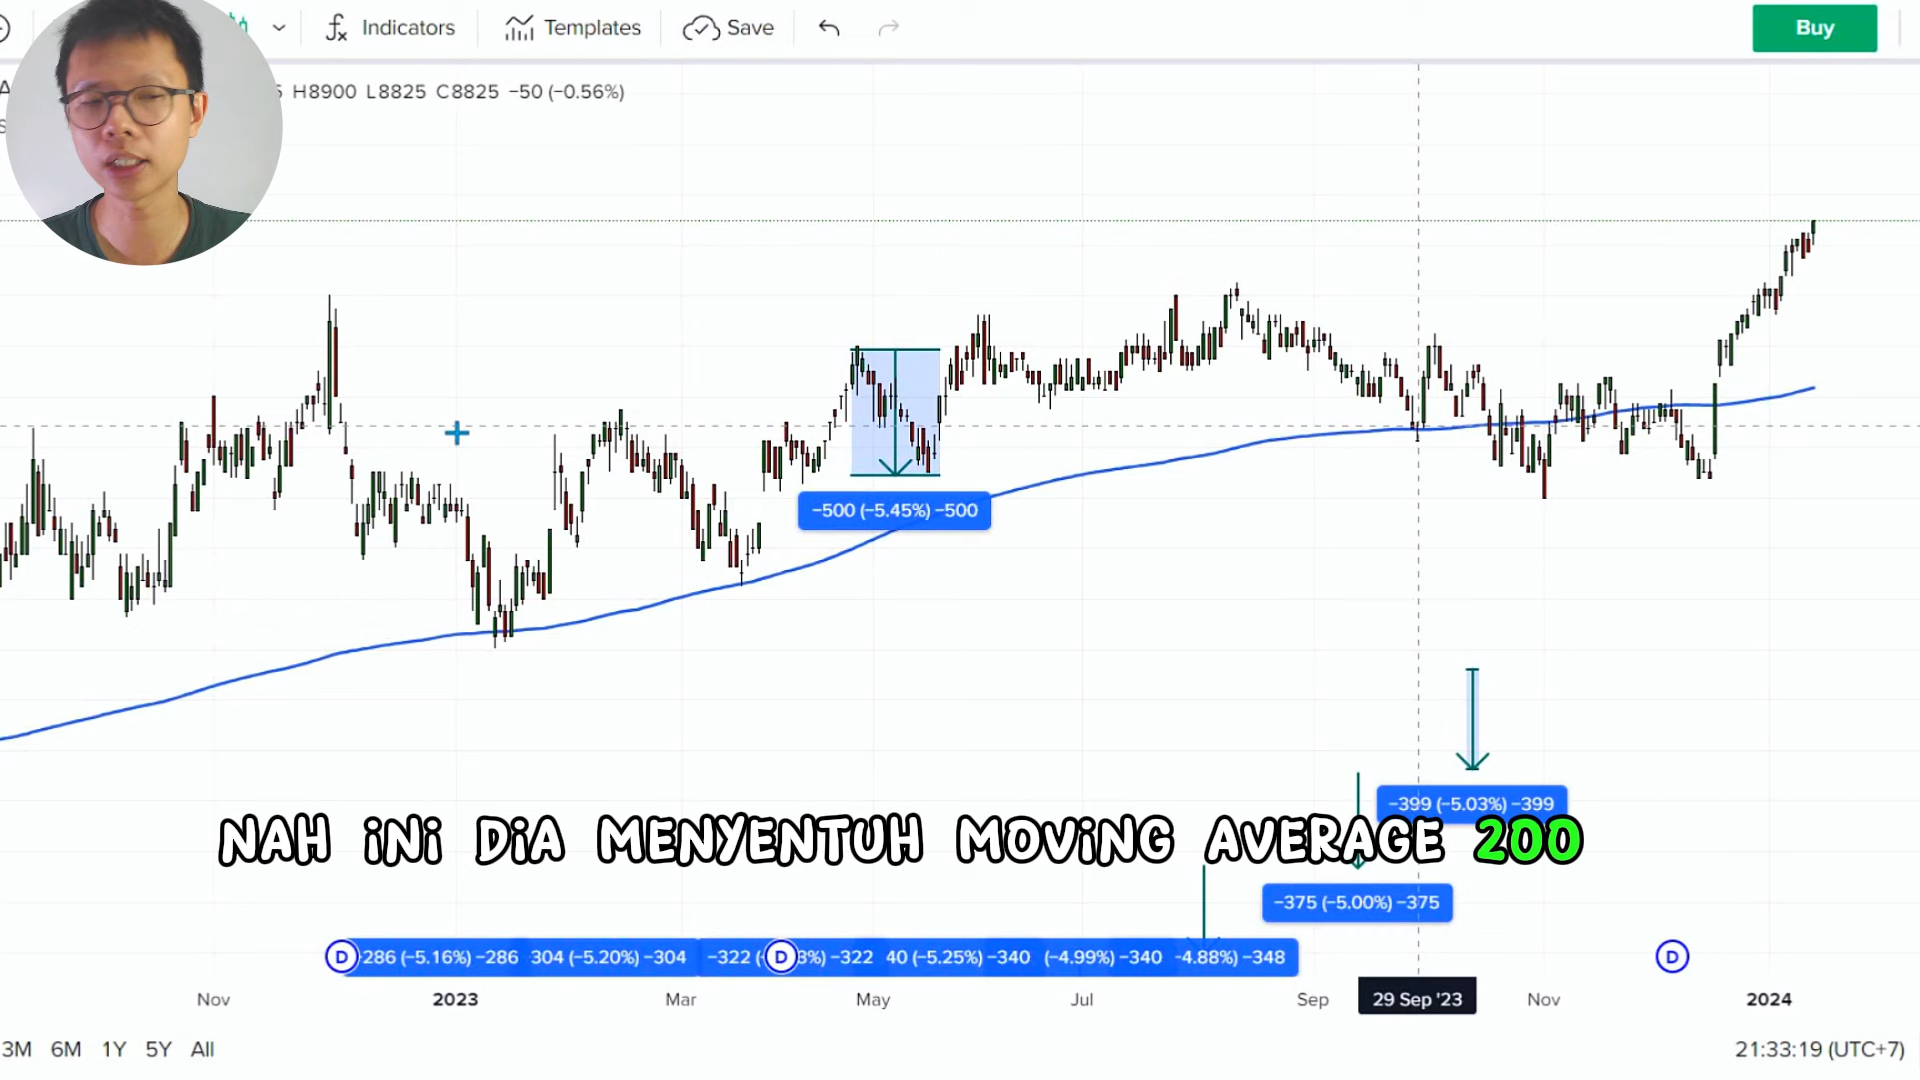 Indicators Templates Save Buy
H8900 L8825 C8825 −50 (−0.56%)
−500 (−5.45%) −500
−399 (−5.03%) −399
NAH INI DIA MENYENTUH MOVING AVERAGE 200
−375 (−5.00%) −375
D 286 (−5.16%) −286 304 (−5.20%) −304 −322 ( D 3%) −322 40 (−5.25%) −340 (−4.99%) −340 -4.88%) −348 D
Nov 2023 Mar May Jul Sep 29 Sep '23 Nov 2024
3M 6M 1Y 5Y All 21:33:19 (UTC+7)